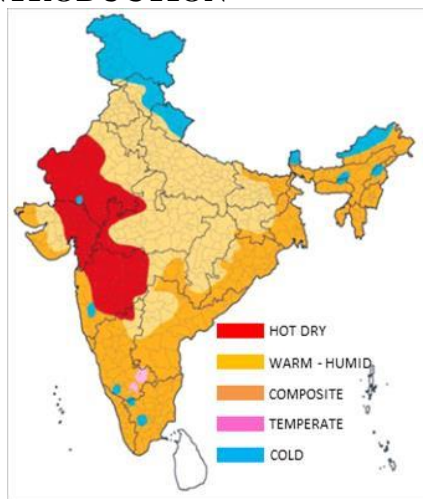 HOT DRY
WARM - HUMID
COMPOSITE
TEMPERATE
COLD